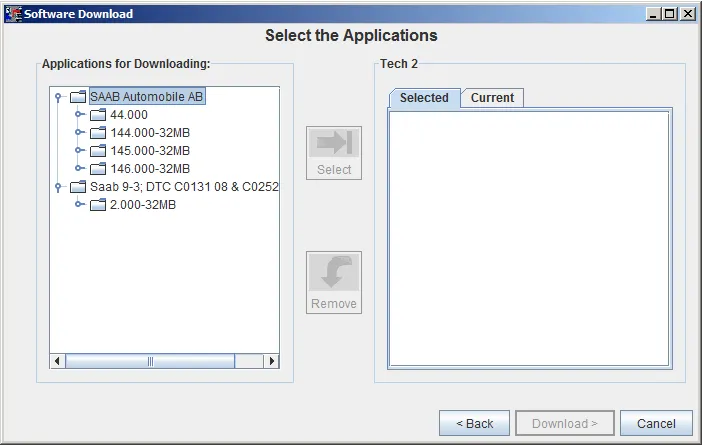 Software Download
Select the Applications
Applications for Downloading:
SAAB Automobile AB
44.000
144.000-32MB
145.000-32MB
146.000-32MB
Saab 9-3; DTC C0131 08 & C0252
2.000-32MB
Select
Remove
Tech 2
Selected
Current
< Back
Download >
Cancel